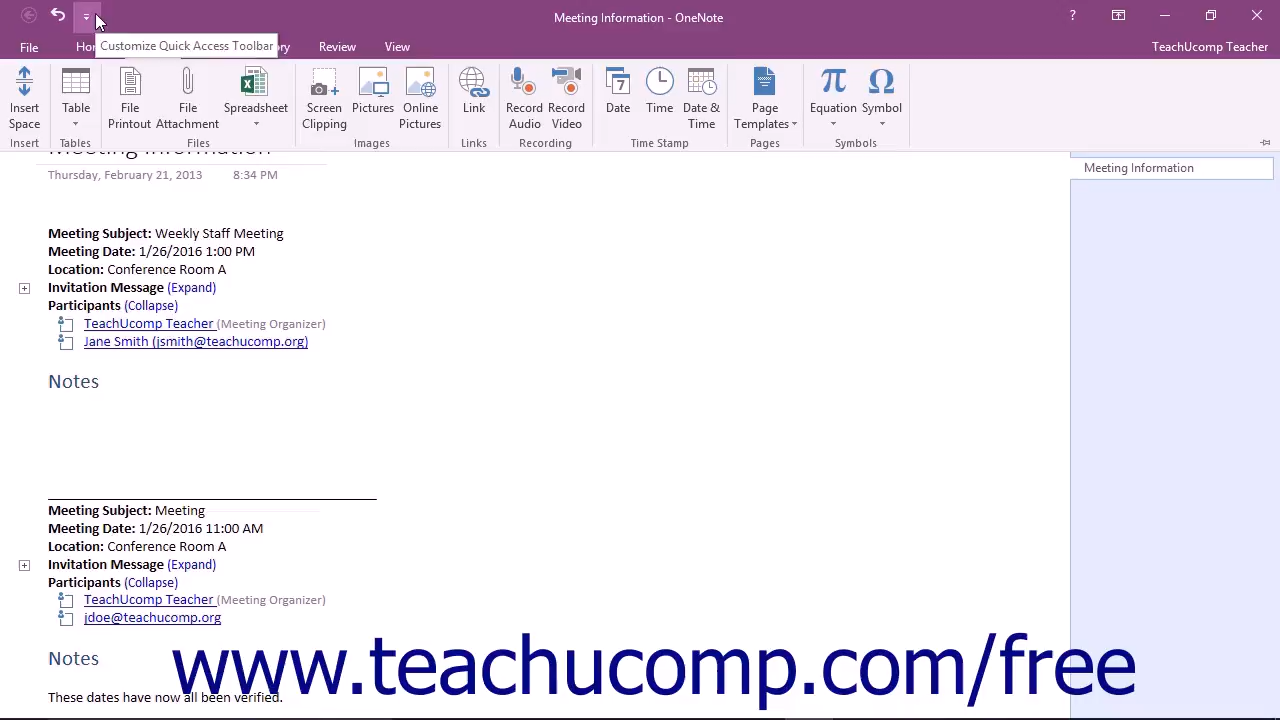 Meeting Information - OneNote
?
File Hom Customize Quick Access Toolbar ry Review View TeachUcomp Teacher
Insert Space Table File Printout File Attachment Spreadsheet Screen Clipping Pictures Online Pictures Link Record Audio Record Video Date Time Date & Time Page Templates Equation Symbol
Insert Tables Files Images Links Recording Time Stamp Pages Symbols
Meeting Information
Meeting Information
Thursday, February 21, 2013 8:34 PM
Meeting Subject: Weekly Staff Meeting
Meeting Date: 1/26/2016 1:00 PM
Location: Conference Room A
Invitation Message (Expand)
Participants (Collapse)
TeachUcomp Teacher (Meeting Organizer)
Jane Smith (jsmith@teachucomp.org)
Notes
Meeting Subject: Meeting
Meeting Date: 1/26/2016 11:00 AM
Location: Conference Room A
Invitation Message (Expand)
Participants (Collapse)
TeachUcomp Teacher (Meeting Organizer)
jdoe@teachucomp.org
Notes
www.teachucomp.com/free
These dates have now all been verified.